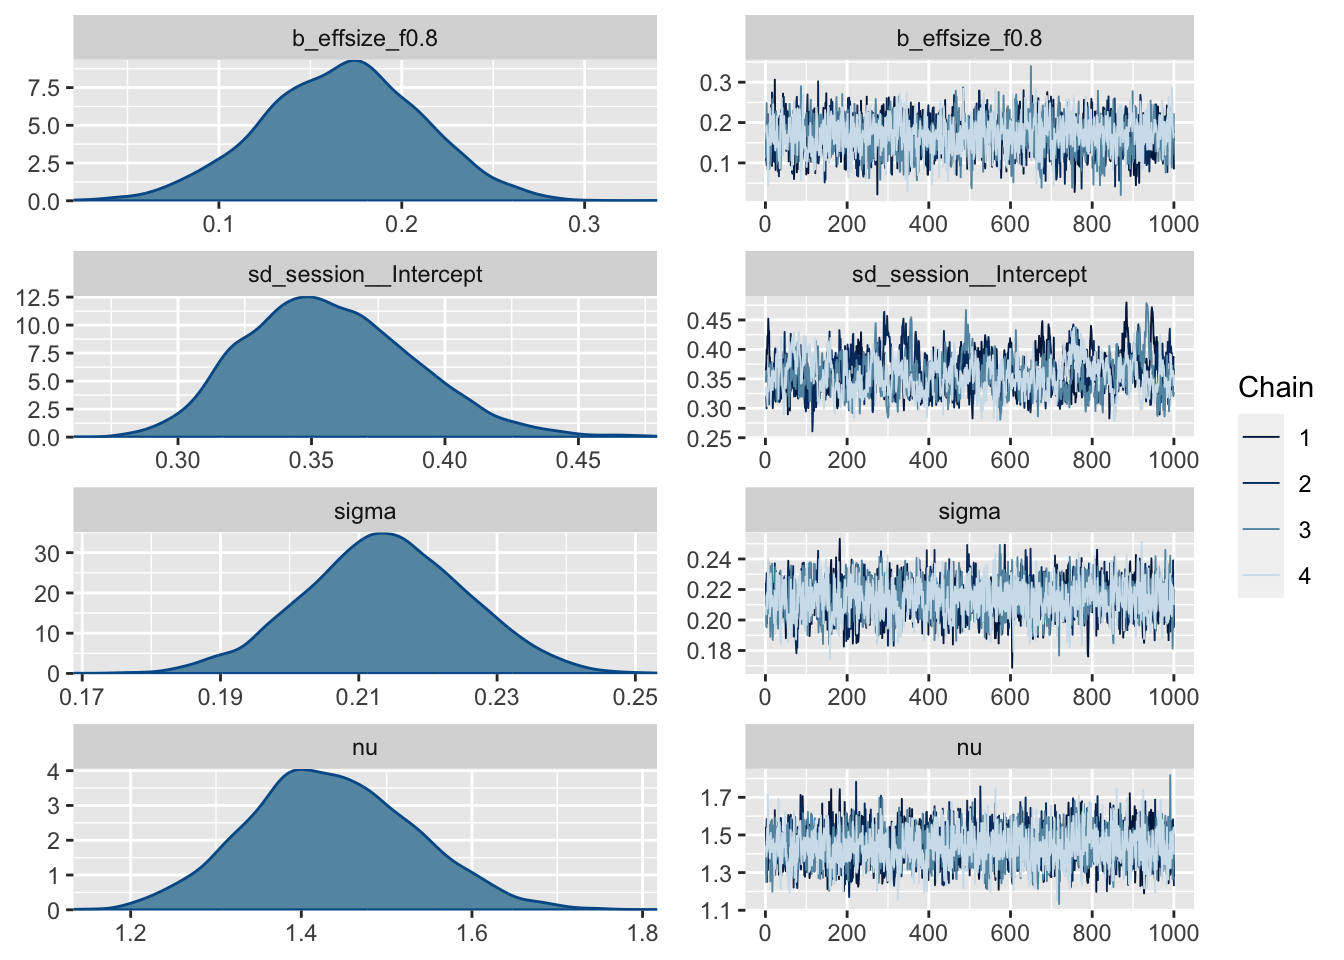 b_effsize_f0.8
7.5
5.0
2.5
0.0
0.1 0.2 0.3
b_effsize_f0.8
0.3
0.2
0.1
0 200 400 600 800 1000
sd_session__Intercept
12.5
10.0
7.5
5.0
2.5
0.0
0.30 0.35 0.40 0.45
sd_session__Intercept
0.45
0.40
0.35
0.30
0.25
0 200 400 600 800 1000
sigma
30
20
10
0
0.17 0.19 0.21 0.23 0.25
sigma
0.24
0.22
0.20
0.18
0 200 400 600 800 1000
nu
4
3
2
1
0
1.2 1.4 1.6 1.8
nu
1.7
1.5
1.3
1.1
0 200 400 600 800 1000
Chain
1
2
3
4